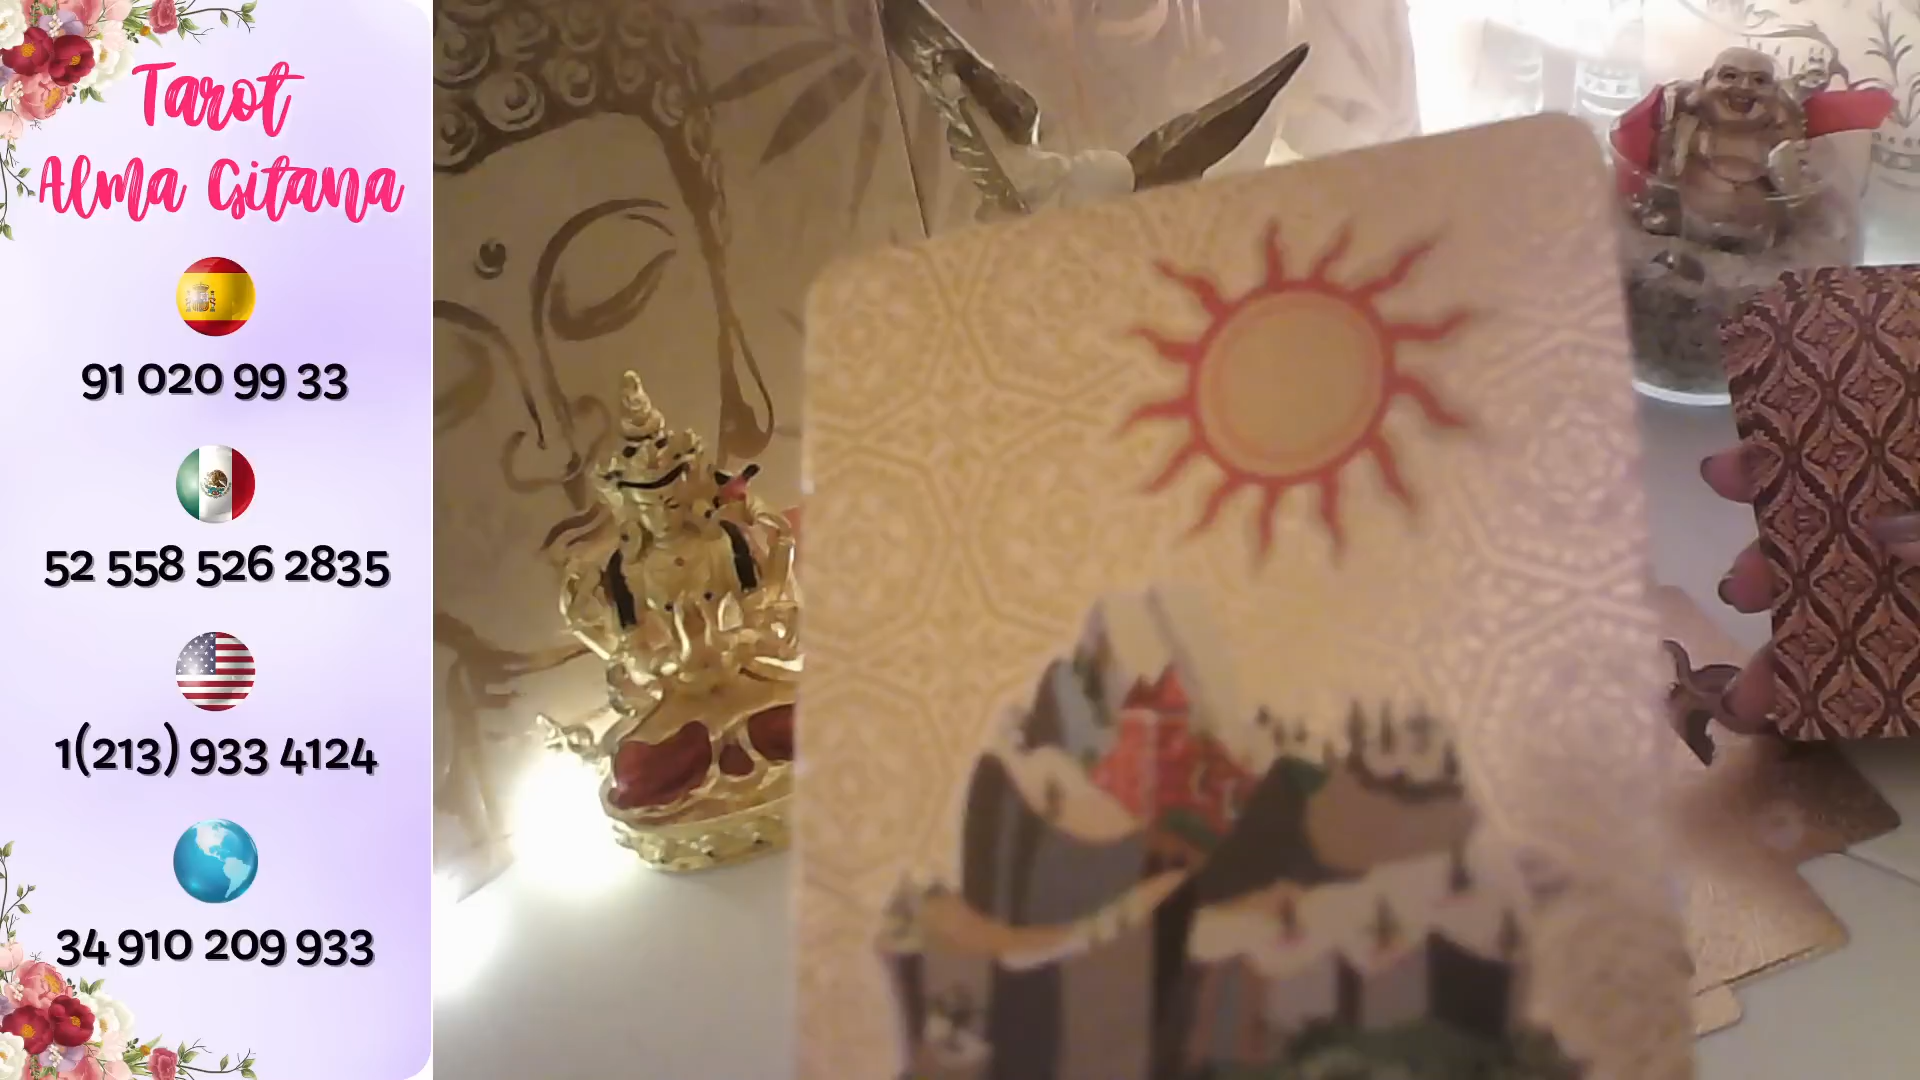 Tarot
Alma Gitana
91 020 99 33
52 558 526 2835
1(213) 933 4124
34 910 209 933